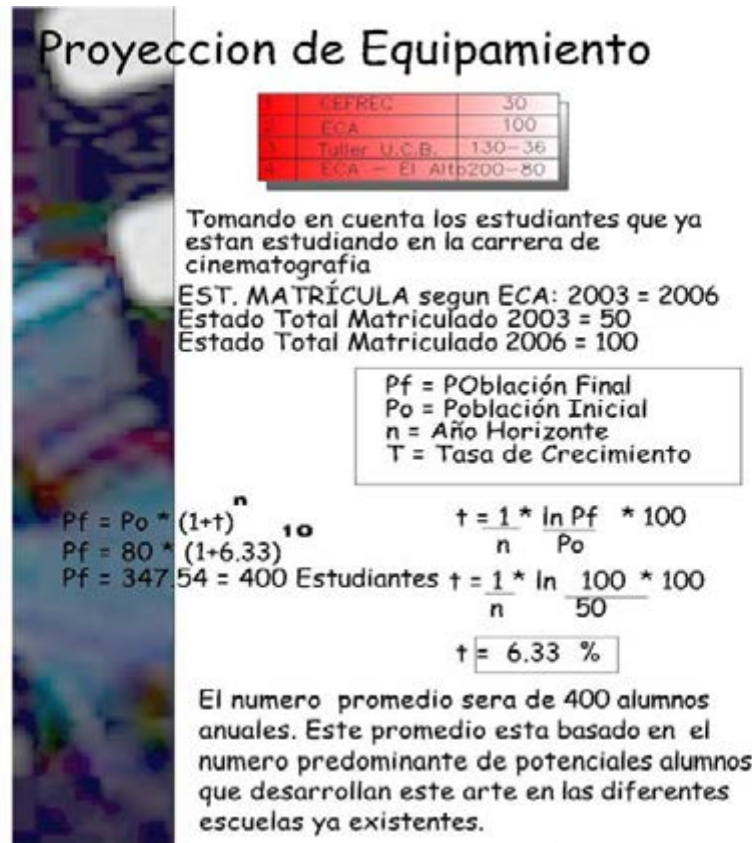 Proyeccion de Equipamiento
1 CEFREC 30
2 ECA 100
3 Tuller U.C.B. 130-36
4 ECA - El Alto 200-80
Tomando en cuenta los estudiantes que ya
estan estudiando en la carrera de
cinematografia
EST. MATRÍCULA segun ECA: 2003 = 2006
Estado Total Matriculado 2003 = 50
Estado Total Matriculado 2006 = 100
Pf = POblación Final
Po = Población Inicial
n = Año Horizonte
T = Tasa de Crecimiento
Pf = Po * (1+t)^n
Pf = 80 * (1+6.33)^10
Pf = 347.54 = 400 Estudiantes
t = 1 * ln Pf * 100
n Po
t = 1 * ln 100 * 100
n 50
t = 6.33 %
El numero promedio sera de 400 alumnos
anuales. Este promedio esta basado en el
numero predominante de potenciales alumnos
que desarrollan este arte en las diferentes
escuelas ya existentes.